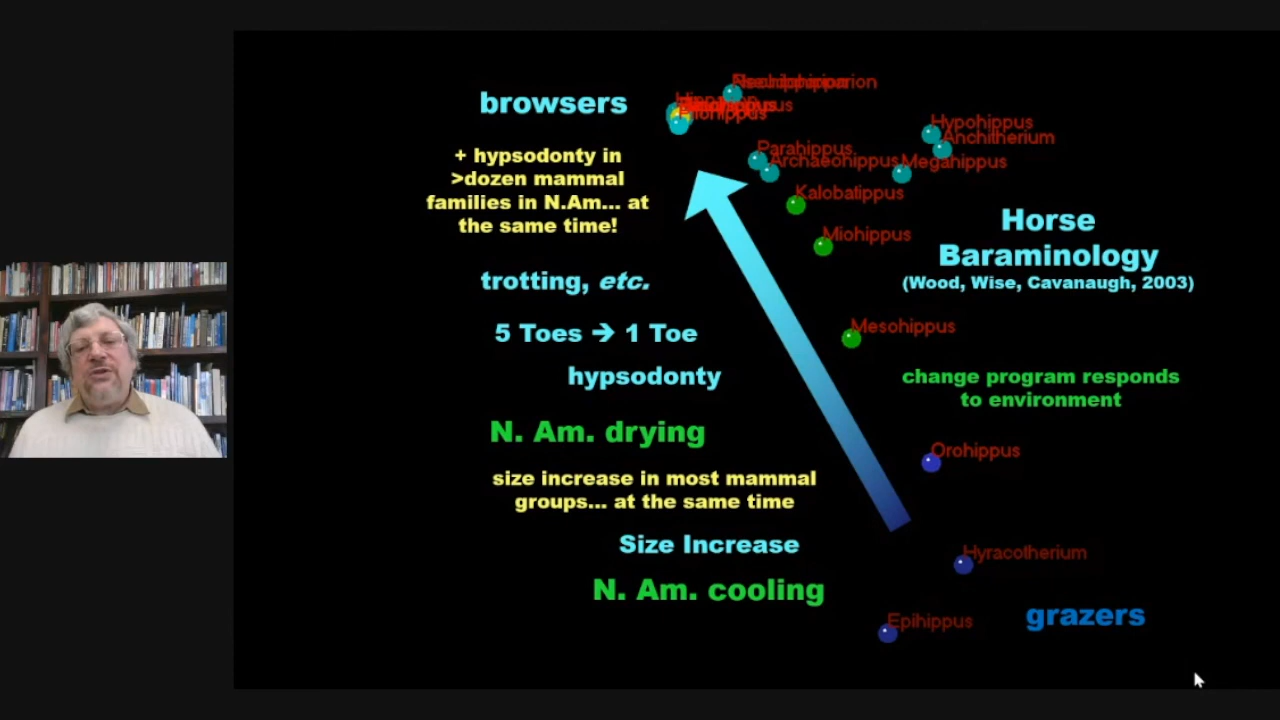 browsers
+ hypsodonty in
>dozen mammal
families in N.Am... at
the same time!
trotting, etc.
5 Toes → 1 Toe
hypsodonty
N. Am. drying
size increase in most mammal
groups... at the same time
Size Increase
N. Am. cooling
Parahippus
Archaeohippus
Hypohippus
Anchitherium
Megahippus
Kalobatippus
Miohippus
Horse
Baraminology
(Wood, Wise, Cavanaugh, 2003)
Mesohippus
change program responds
to environment
Orohippus
Hyracotherium
Epihippus
grazers